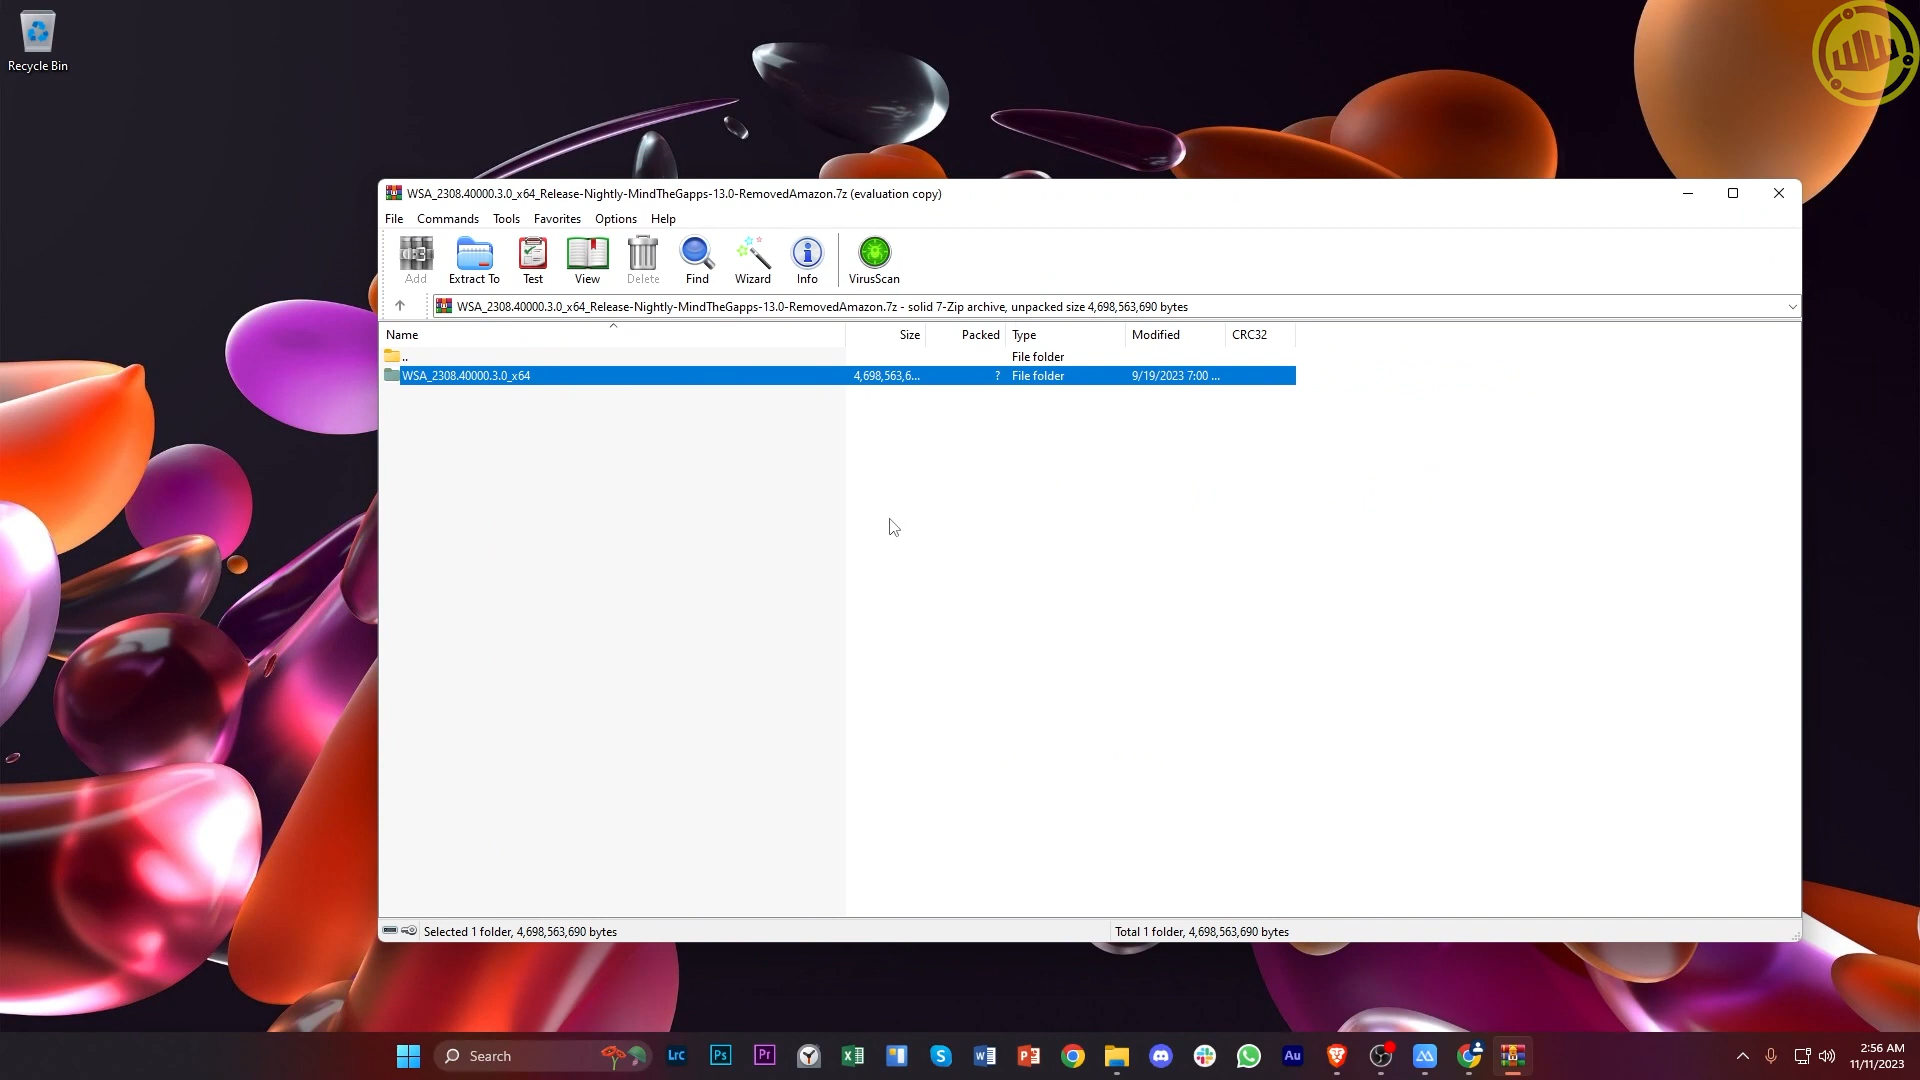 Recycle Bin
WSA_2308.40000.3.0_x64_Release-Nightly-MindTheGapps-13.0-RemovedAmazon.7z (evaluation copy)
File Commands Tools Favorites Options Help
Add Extract To Test View Delete Find Wizard Info VirusScan
WSA_2308.40000.3.0_x64_Release-Nightly-MindTheGapps-13.0-RemovedAmazon.7z - solid 7-Zip archive, unpacked size 4,698,563,690 bytes
Name Size Packed Type Modified CRC32
.. File folder
WSA_2308.40000.3.0_x64 4,698,563,6... ? File folder 9/19/2023 7:00 ...
Selected 1 folder, 4,698,563,690 bytes Total 1 folder, 4,698,563,690 bytes
Search Lrc Ps Pr Au
2:56 AM
11/11/2023